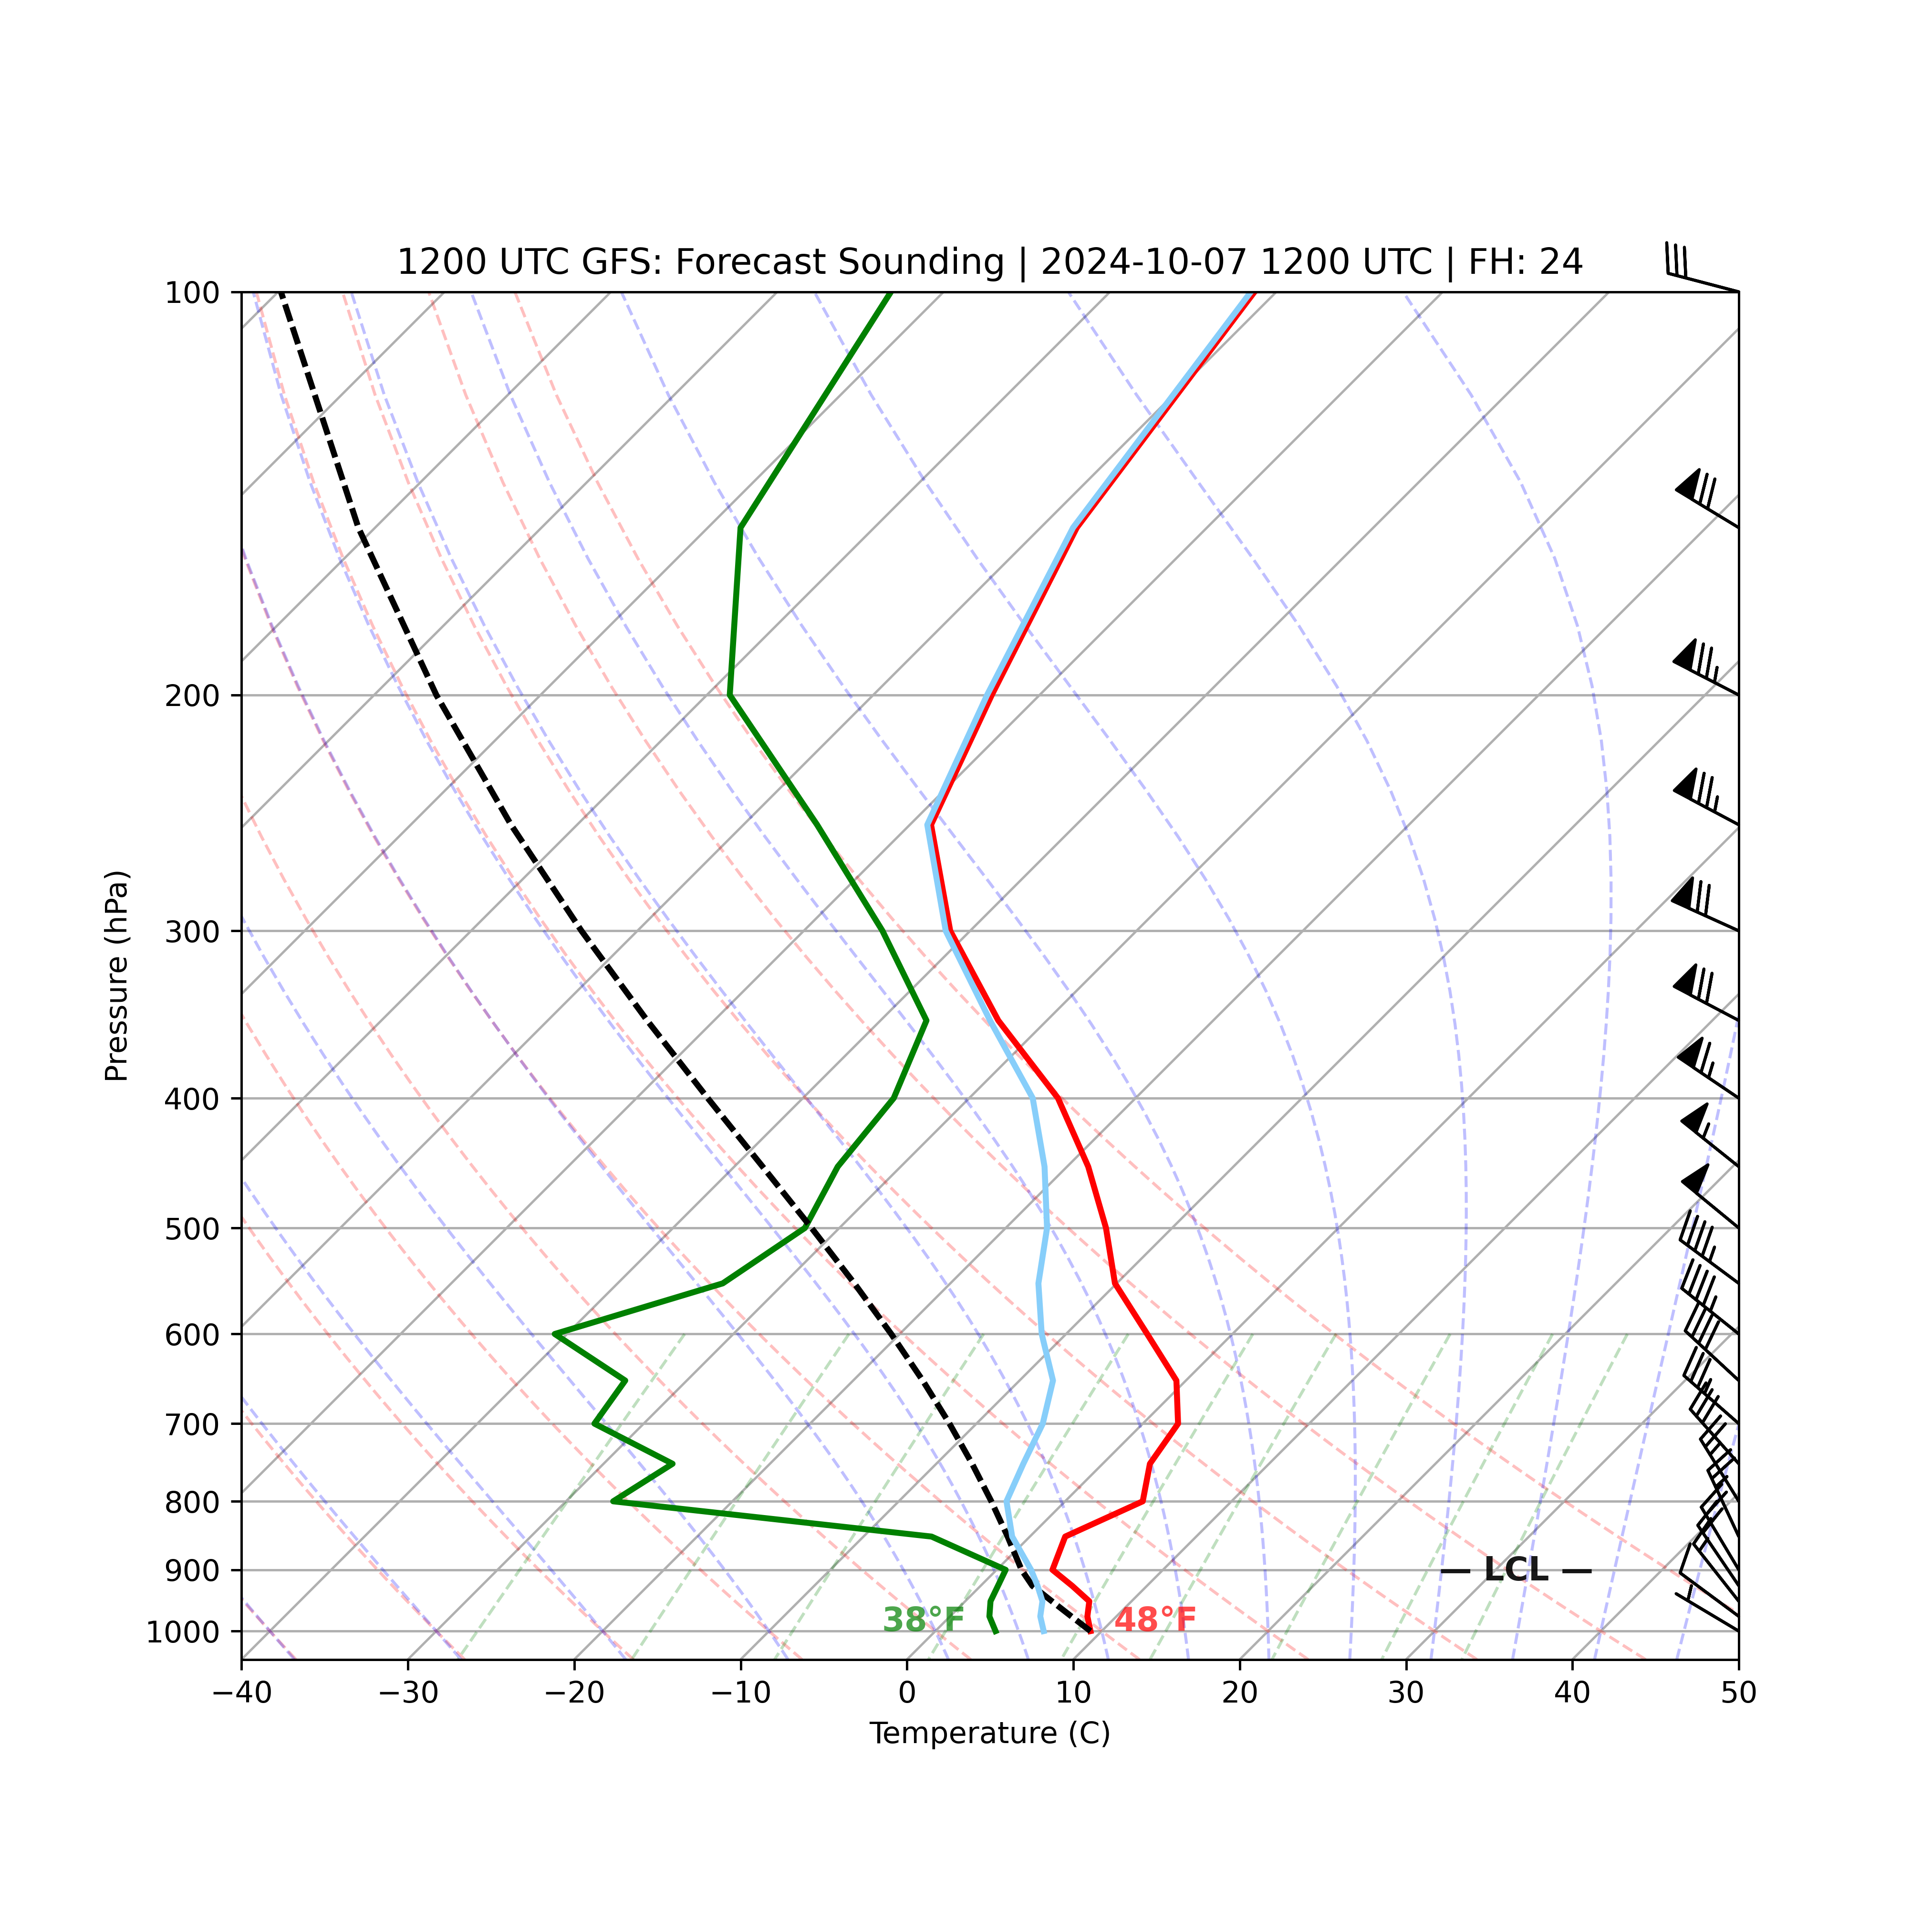 1200 UTC GFS: Forecast Sounding | 2024-10-07 1200 UTC | FH: 24
100
200
300
400
500
600
700
800
900
1000
Pressure (hPa)
— LCL —
38°F
48°F
−40 −30 −20 −10 0 10 20 30 40 50
Temperature (C)